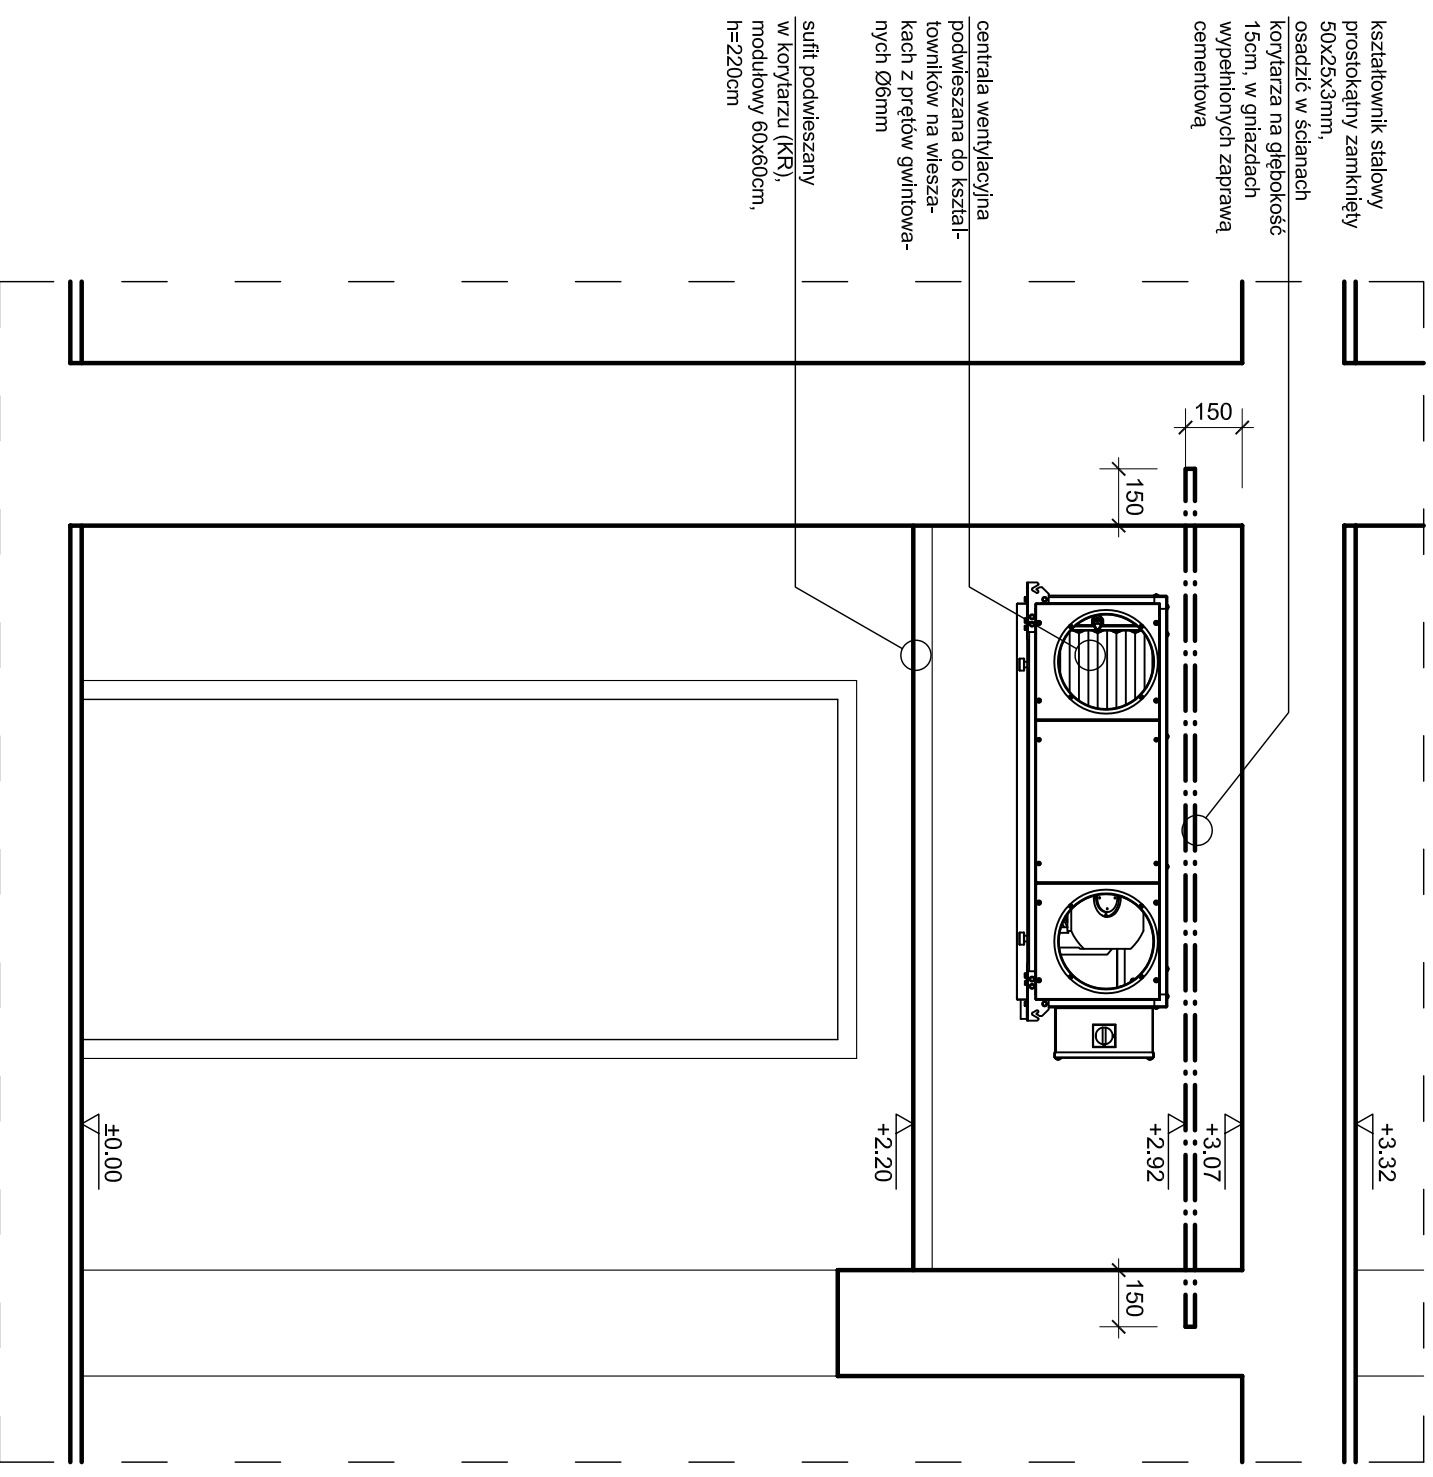 kształtownik stalowy
prostokątny zamknięty
50x25x3mm,
osadzić w ścianach
korytarza na głębokość
15cm, w gniazdach
wypełnionych zaprawą
cementową
centrala wentylacyjna
podwieszana do kształ-
towników na wiesza-
kach z prętów gwintowa-
nych Ø6mm
sufit podwieszany
w korytarzu (KR),
modułowy 60x60cm,
h=220cm
150
150
150
+3.32
+3.07
+2.92
+2.20
±0.00